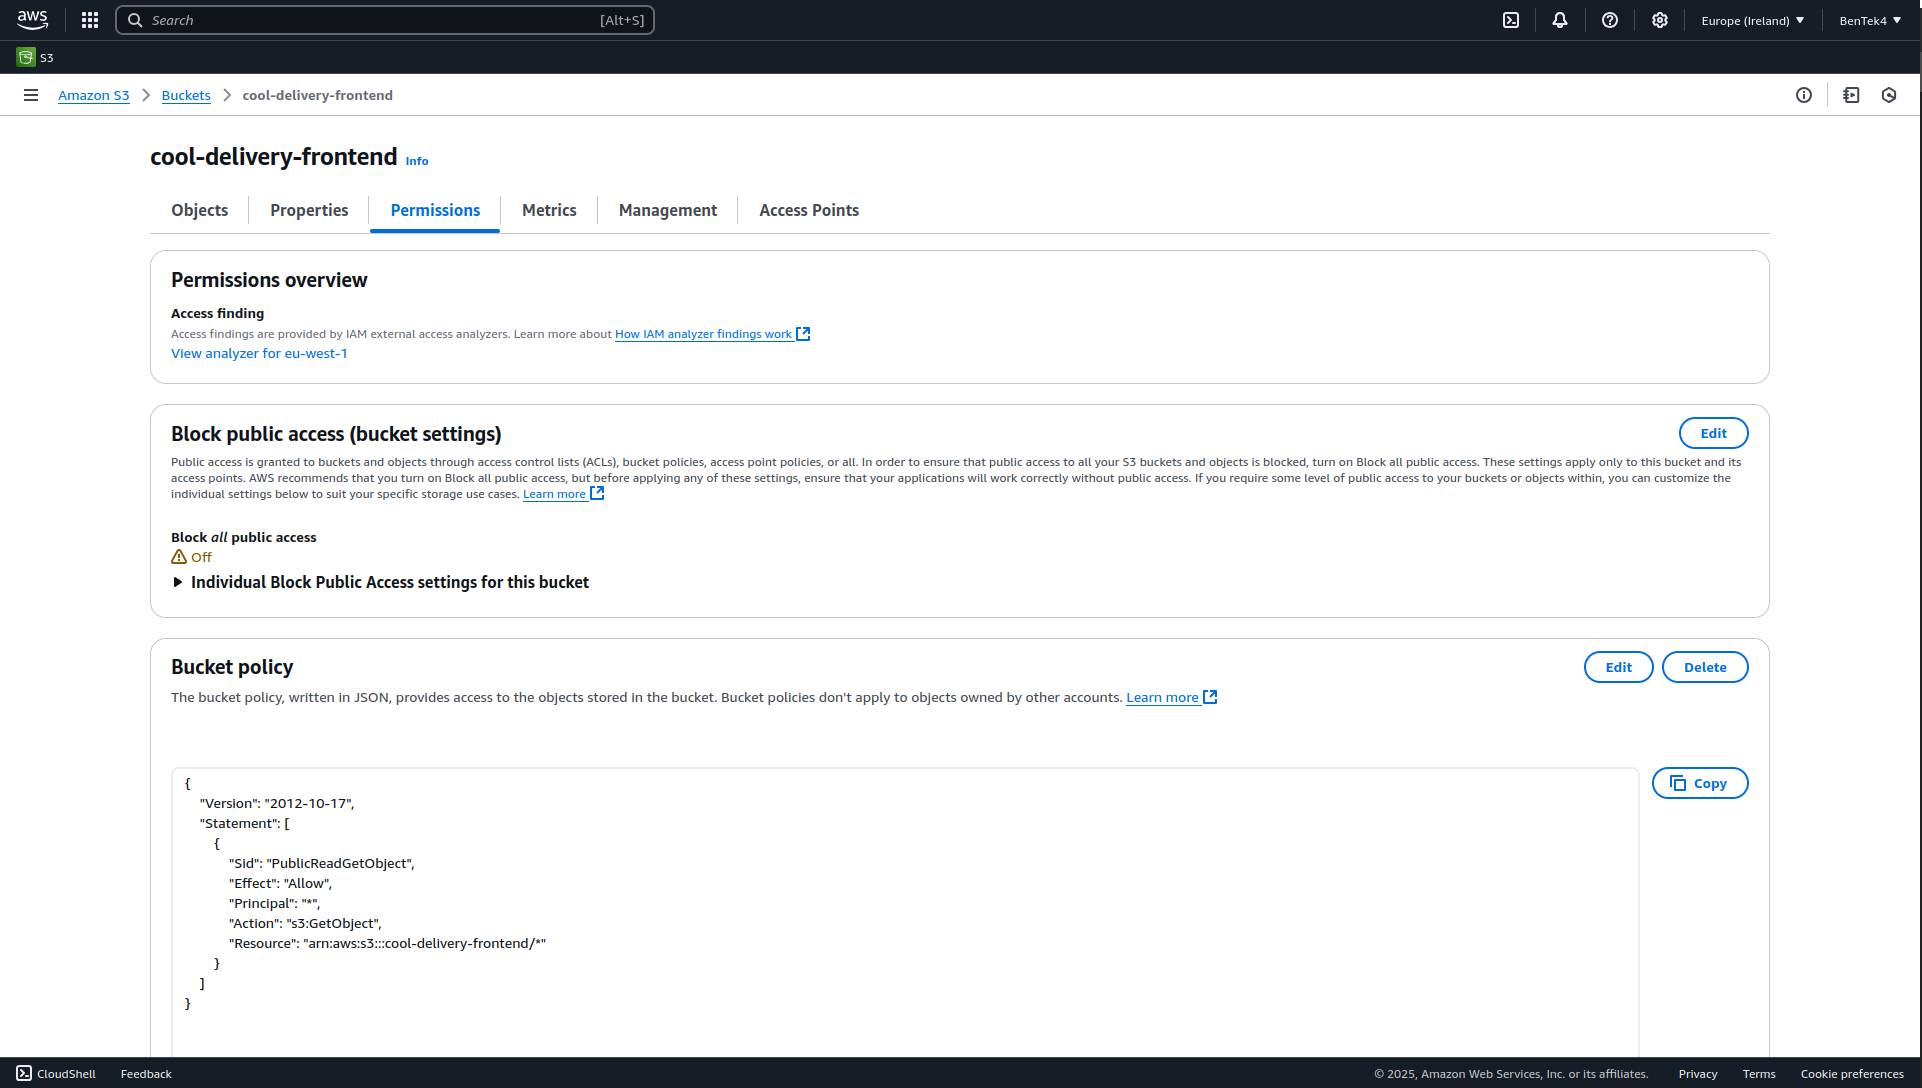 aws
Search [Alt+S]
Europe (Ireland)
BenTek4
S3
Amazon S3
Buckets
cool-delivery-frontend
cool-delivery-frontend Info
Objects
Properties
Permissions
Metrics
Management
Access Points
Permissions overview
Access finding
Access findings are provided by IAM external access analyzers. Learn more about How IAM analyzer findings work
View analyzer for eu-west-1
Block public access (bucket settings)
Edit
Public access is granted to buckets and objects through access control lists (ACLs), bucket policies, access point policies, or all. In order to ensure that public access to all your S3 buckets and objects is blocked, turn on Block all public access. These settings apply only to this bucket and its
access points. AWS recommends that you turn on Block all public access, but before applying any of these settings, ensure that your applications will work correctly without public access. If you require some level of public access to your buckets or objects within, you can customize the
individual settings below to suit your specific storage use cases. Learn more
Block all public access
Off
Individual Block Public Access settings for this bucket
Bucket policy
Edit
Delete
The bucket policy, written in JSON, provides access to the objects stored in the bucket. Bucket policies don't apply to objects owned by other accounts. Learn more
Copy
{
"Version": "2012-10-17",
"Statement": [
{
"Sid": "PublicReadGetObject",
"Effect": "Allow",
"Principal": "*",
"Action": "s3:GetObject",
"Resource": "arn:aws:s3:::cool-delivery-frontend/*"
}
]
}
CloudShell
Feedback
© 2025, Amazon Web Services, Inc. or its affiliates.
Privacy
Terms
Cookie preferences